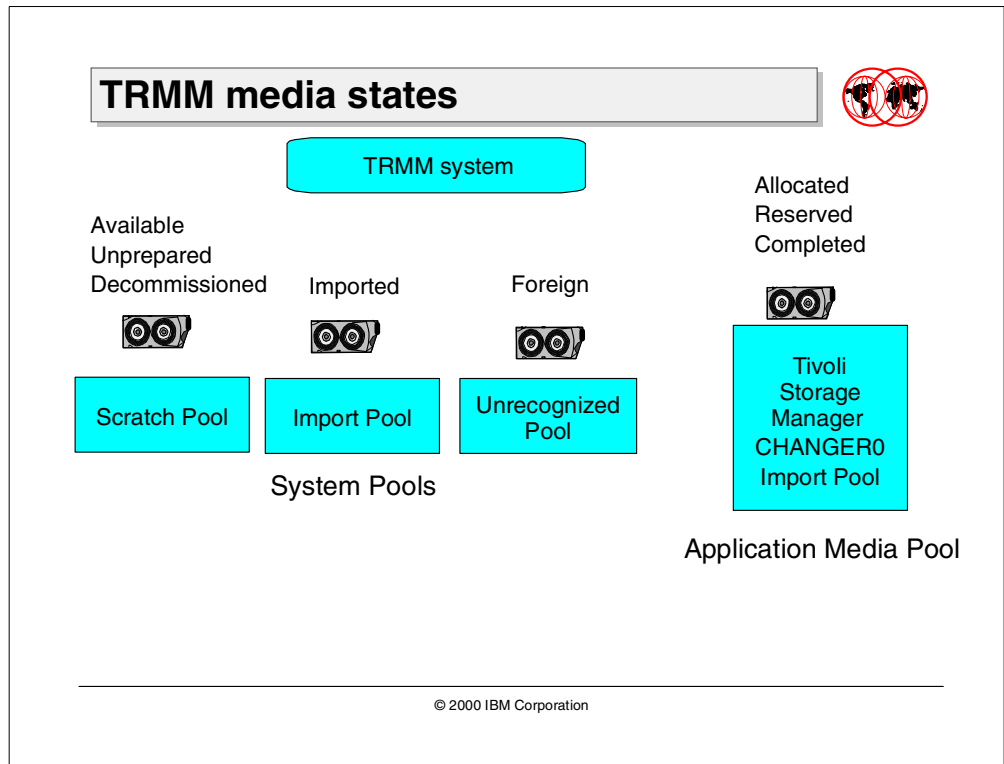 TRMM media states
TRMM system
Available
Unprepared
Decommissioned
Imported
Foreign
Allocated
Reserved
Completed
Scratch Pool
Import Pool
Unrecognized
Pool
Tivoli
Storage
Manager
CHANGER0
Import Pool
System Pools
Application Media Pool
© 2000 IBM Corporation